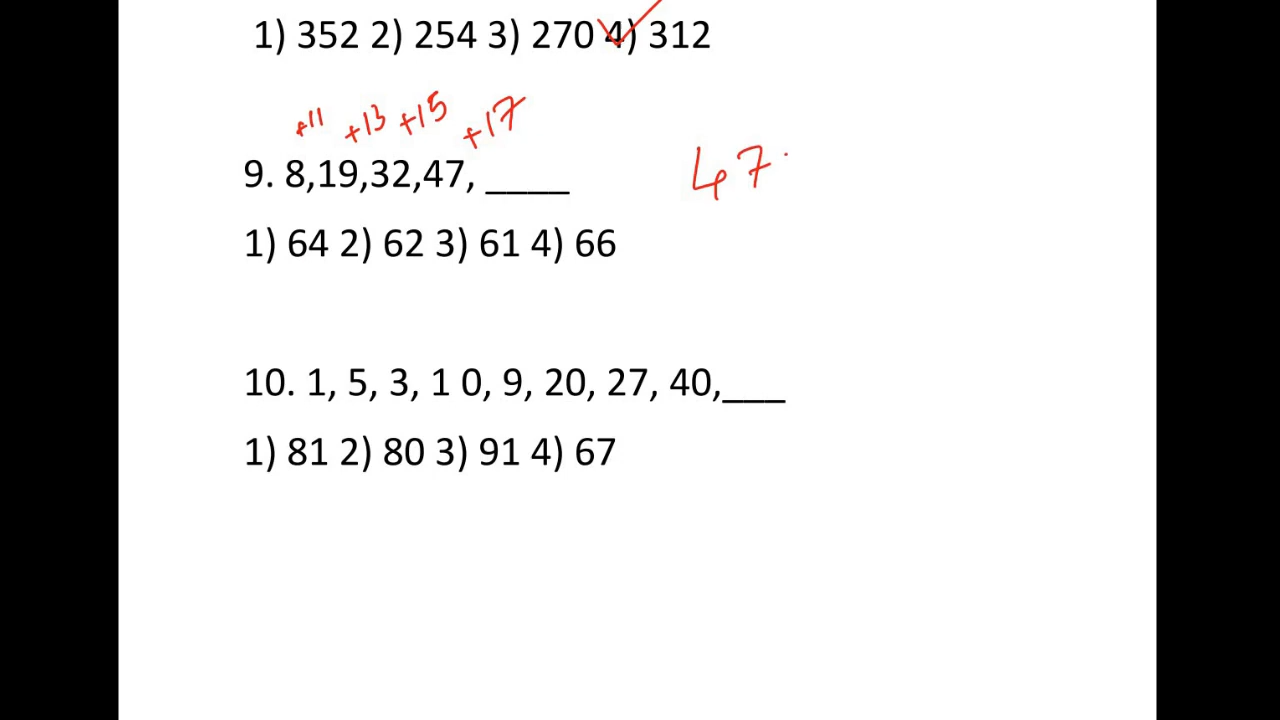 1) 352 2) 254 3) 270 4) 312
+11 +13 +15 +17
9. 8,19,32,47, ____ 47
1) 64 2) 62 3) 61 4) 66
10. 1, 5, 3, 1 0, 9, 20, 27, 40,___
1) 81 2) 80 3) 91 4) 67